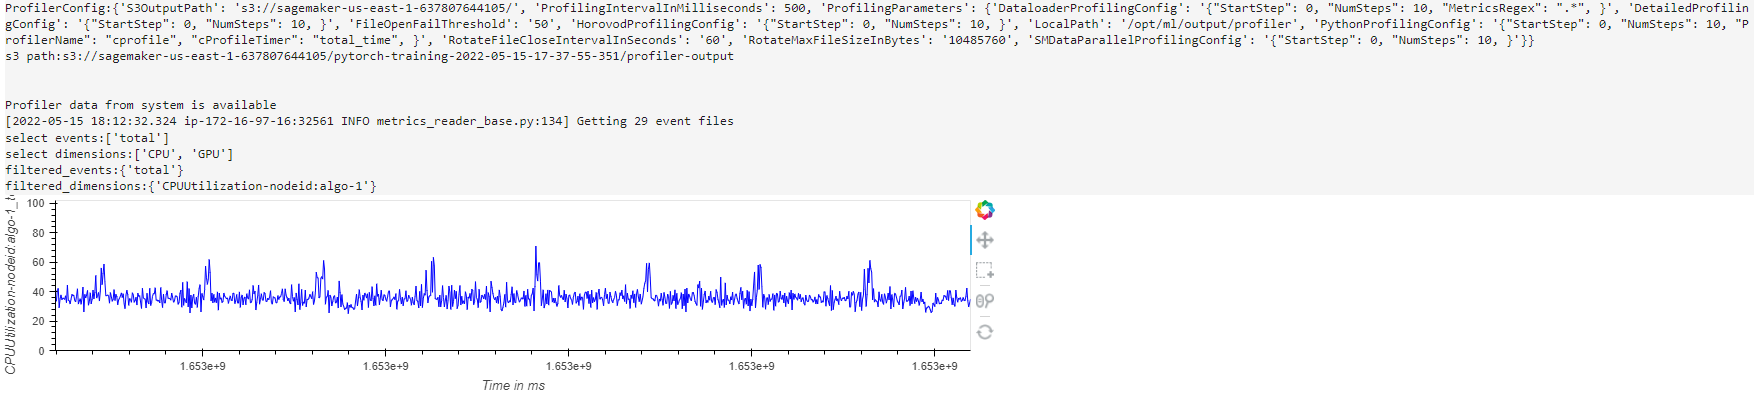 ProfilerConfig:{'S3OutputPath': 's3://sagemaker-us-east-1-637807644105/', 'ProfilingIntervalInMilliseconds': 500, 'ProfilingParameters': {'DataloaderProfilingConfig': '{"StartStep": 0, "NumSteps": 10, "MetricsRegex": ".*", }', 'DetailedProfilin
gConfig': '{"StartStep": 0, "NumSteps": 10, }', 'FileOpenFailThreshold': '50', 'HorovodProfilingConfig': '{"StartStep": 0, "NumSteps": 10, }', 'LocalPath': '/opt/ml/output/profiler', 'PythonProfilingConfig': '{"StartStep": 0, "NumSteps": 10, "P
rofilerName": "cprofile", "cProfileTimer": "total_time", }', 'RotateFileCloseIntervalInSeconds': '60', 'RotateMaxFileSizeInBytes': '10485760', 'SMDataParallelProfilingConfig': '{"StartStep": 0, "NumSteps": 10, }'}}
s3 path:s3://sagemaker-us-east-1-637807644105/pytorch-training-2022-05-15-17-37-55-351/profiler-output
Profiler data from system is available
[2022-05-15 18:12:32.324 ip-172-16-97-16:32561 INFO metrics_reader_base.py:134] Getting 29 event files
select events:['total']
select dimensions:['CPU', 'GPU']
filtered_events:{'total'}
filtered_dimensions:{'CPUUtilization-nodeid:algo-1'}
CPUUtilization-nodeid:algo-1_t
100
80
60
40
20
0
1.653e+9 1.653e+9 1.653e+9 1.653e+9 1.653e+9
Time in ms